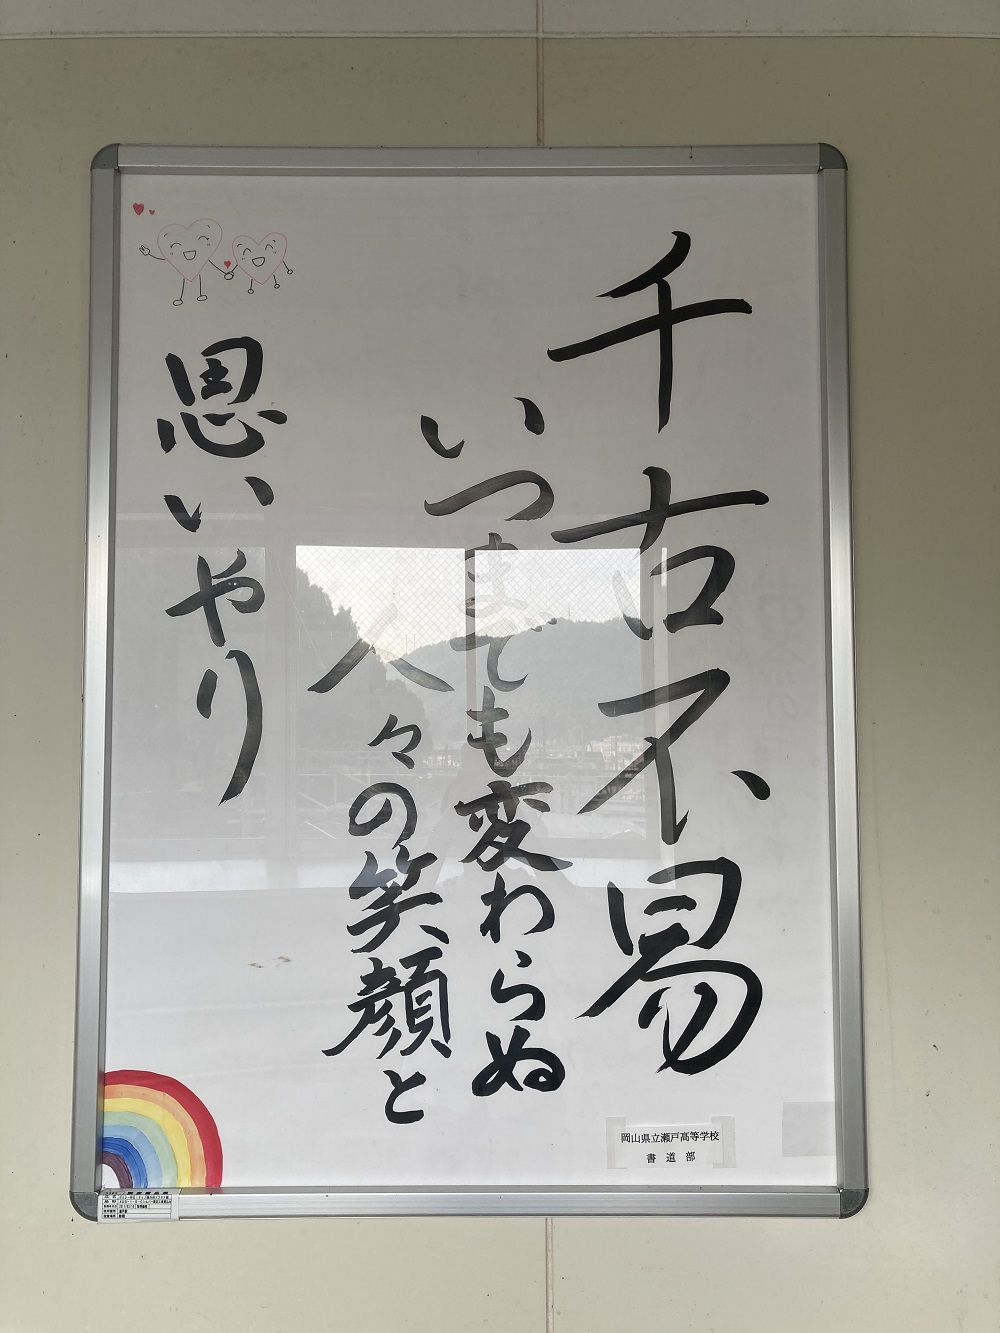 千古不易
いつまでも変わらぬ
人々の笑顔と
思いやり
岡山県立瀬戸高等学校
書道部